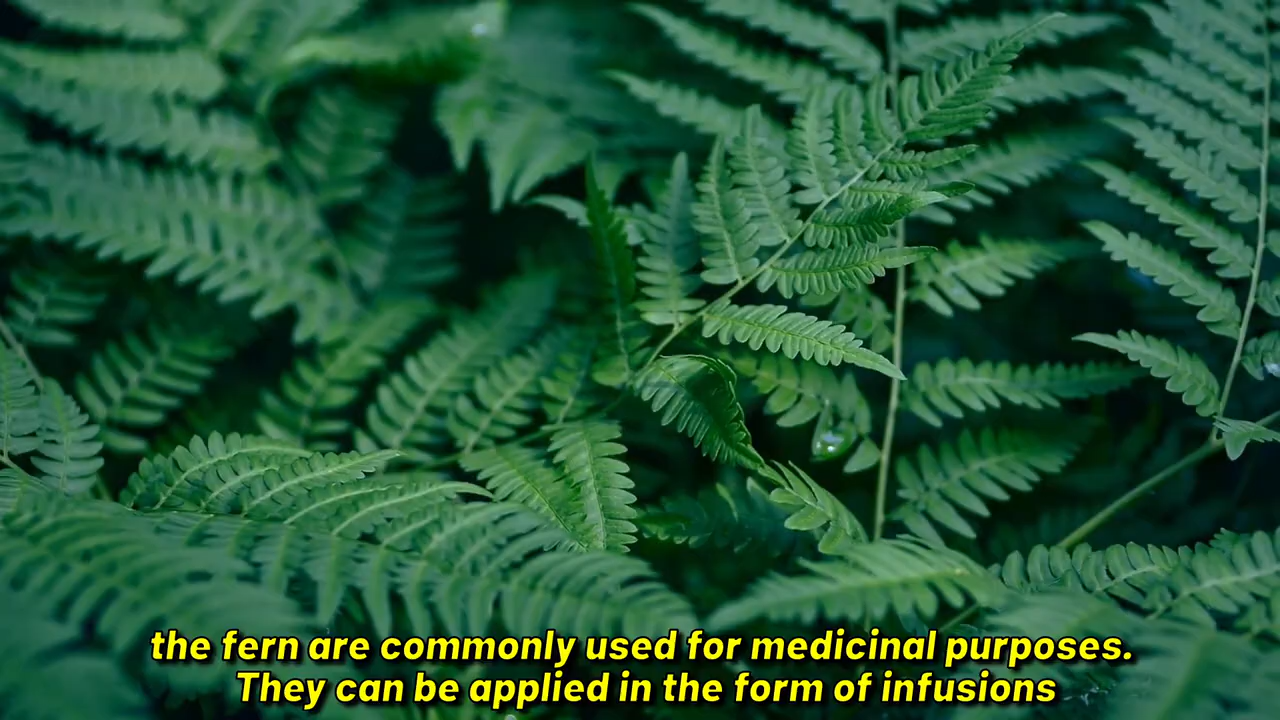 the fern are commonly used for medicinal purposes.
They can be applied in the form of infusions